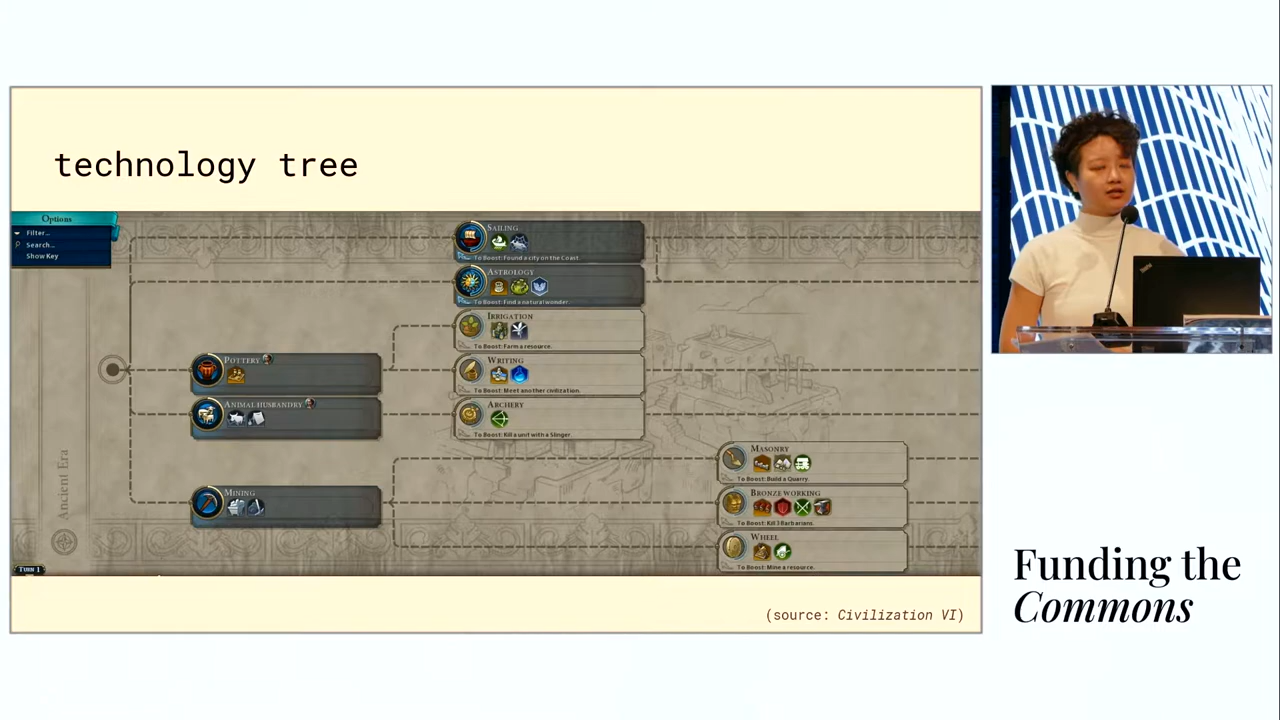 technology tree
Options
Filter...
Search...
Show Key
Sailing
To Boost: Found a city on the Coast.
Astrology
To Boost: Find a natural wonder.
Irrigation
To Boost: Farm a resource.
Pottery
Writing
To Boost: Meet another civilization.
Animal Husbandry
Archery
To Boost: Kill a unit with a Slinger.
Ancient Era
Masonry
To Boost: Build a Quarry.
Mining
Bronze Working
To Boost: Kill 3 Barbarians.
Wheel
To Boost: Mine a resource.
Turn 1
(source: Civilization VI)
Funding the
Commons